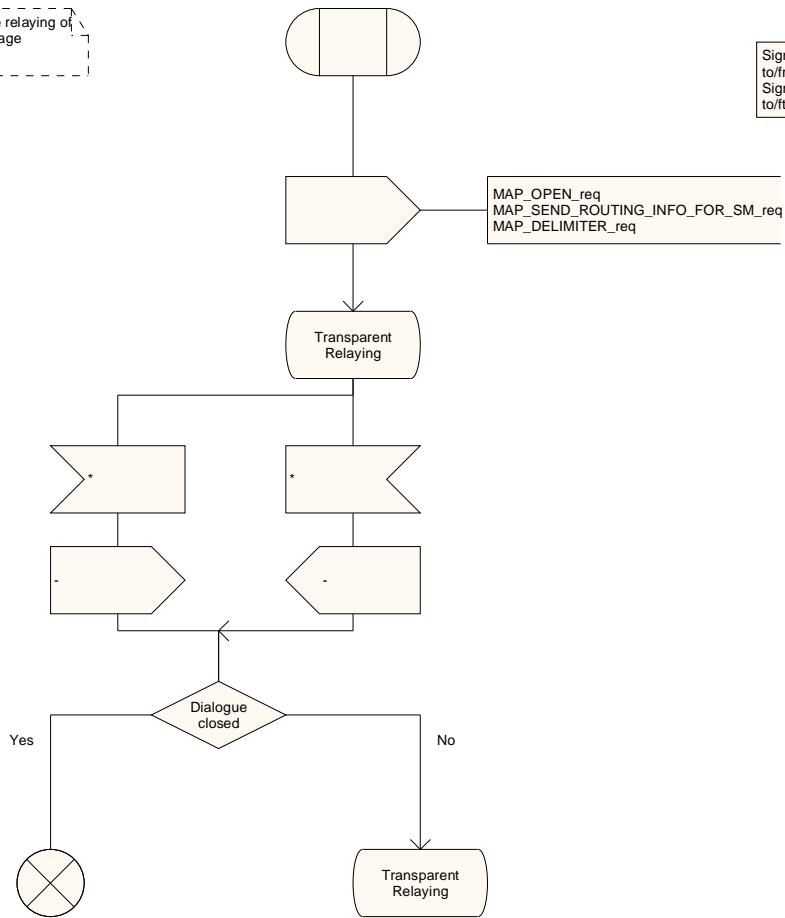 e relaying of
age
Sign
to/fr
Sign
to/ft
MAP_OPEN_req
MAP_SEND_ROUTING_INFO_FOR_SM_req
MAP_DELIMITER_req
Transparent
Relaying
*
*
-
-
Dialogue
closed
Yes
No
Transparent
Relaying